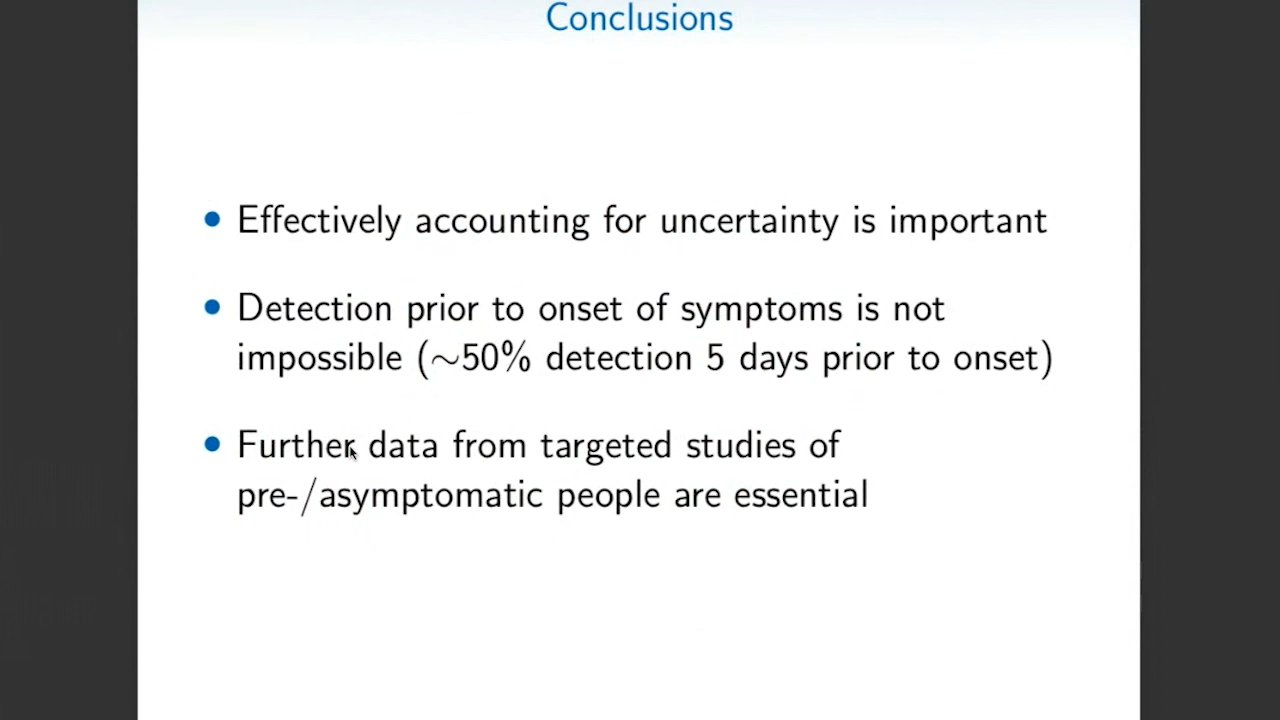 Conclusions
• Effectively accounting for uncertainty is important
• Detection prior to onset of symptoms is not
impossible (∼50% detection 5 days prior to onset)
• Further data from targeted studies of
pre-/asymptomatic people are essential